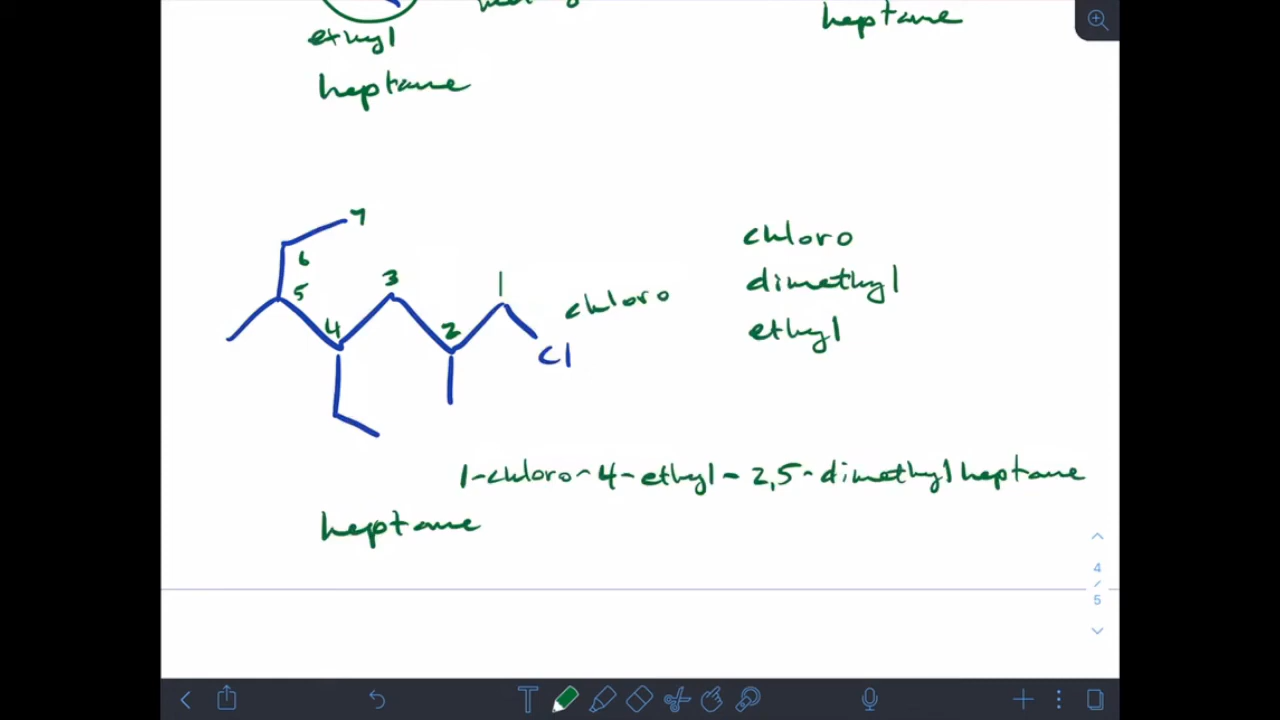 ethyl
heptane
heptane
7
6
5
4
3
2
1
chloro
Cl
chloro
dimethyl
ethyl
1-chloro-4-ethyl-2,5-dimethylheptane
heptane
4
/
5
T